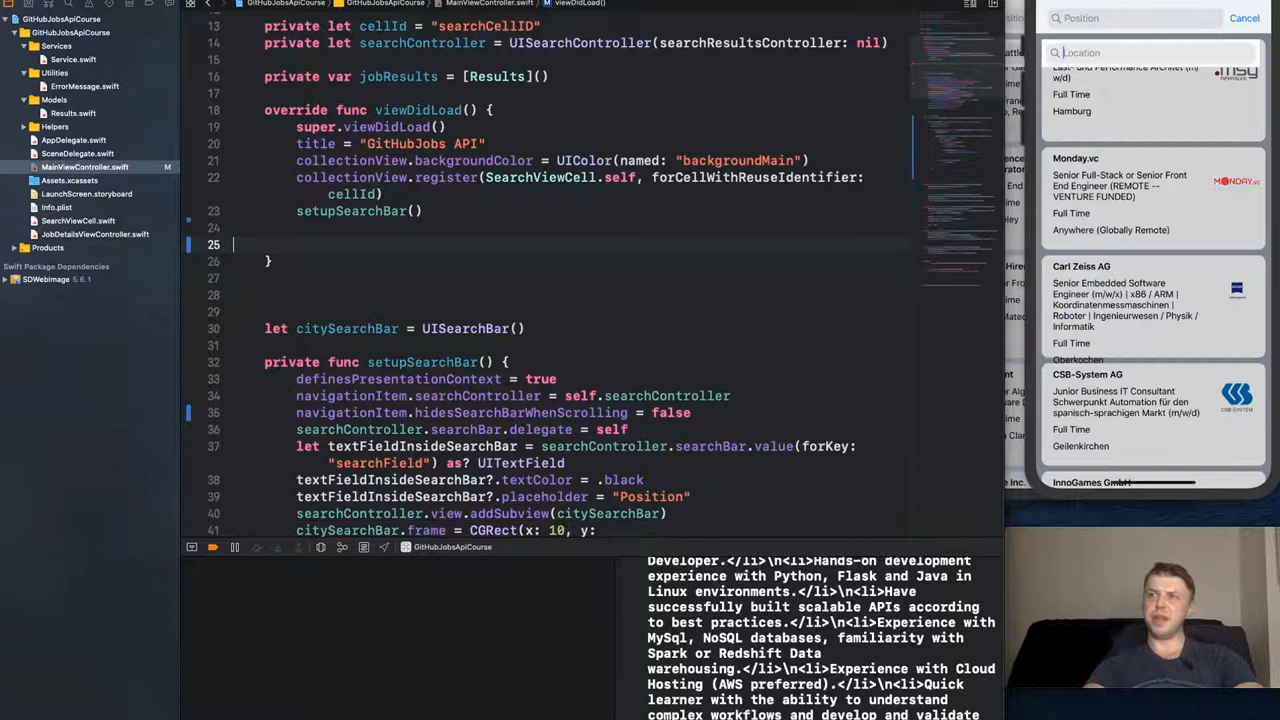 GitHubJobsApiCourse
GitHubJobsApiCourse
MainViewController.swift
viewDidLoad()
GitHubJobsApiCourse
GitHubJobsApiCourse
Services
Service.swift
Utilities
ErrorMessage.swift
Models
Results.swift
Helpers
AppDelegate.swift
SceneDelegate.swift
MainViewController.swift M
Assets.xcassets
LaunchScreen.storyboard
Info.plist
SearchViewCell.swift
JobDetailsViewController.swift
Products
Swift Package Dependencies
SDWebImage 5.6.1
13 private let cellId = "searchCellID"
14 private let searchController = UISearchController(searchResultsController: nil)
15
16 private var jobResults = [Results]()
17
18 override func viewDidLoad() {
19 super.viewDidLoad()
20 title = "GitHubJobs API"
21 collectionView.backgroundColor = UIColor(named: "backgroundMain")
22 collectionView.register(SearchViewCell.self, forCellWithReuseIdentifier:
cellId)
23 setupSearchBar()
24
25
26 }
27
28
29
30 let citySearchBar = UISearchBar()
31
32 private func setupSearchBar() {
33 definesPresentationContext = true
34 navigationItem.searchController = self.searchController
35 navigationItem.hidesSearchBarWhenScrolling = false
36 searchController.searchBar.delegate = self
37 let textFieldInsideSearchBar = searchController.searchBar.value(forKey:
"searchField") as? UITextField
38 textFieldInsideSearchBar?.textColor = .black
39 textFieldInsideSearchBar?.placeholder = "Position"
40 searchController.view.addSubview(citySearchBar)
41 citySearchBar.frame = CGRect(x: 10, y:
GitHubJobsApiCourse
Developer.</li>\n<li>Hands-on development
experience with Python, Flask and Java in
Linux environments.</li>\n<li>Have
successfully built scalable APIs according
to best practices.</li>\n<li>Experience with
MySql, NoSQL databases, familiarity with
Spark or Redshift Data
warehousing.</li>\n<li>Experience with Cloud
Hosting (AWS preferred).</li>\n<li>Quick
learner with the ability to understand
complex workflows and develop and validate
Position Cancel
Location
w/d)
Full Time
Hamburg
msy
Monday.vc
Senior Full-Stack or Senior Front
End Engineer (REMOTE --
VENTURE FUNDED)
Full Time
Anywhere (Globally Remote)
MONDAY.VC
Carl Zeiss AG
Senior Embedded Software
Engineer (m/w/x) | x86 / ARM |
Koordinatenmesssmaschinen |
Roboter | Ingenieurwesen / Physik /
Informatik
Full Time
Oberkochen
CSB-System AG
Junior Business IT Consultant
Schwerpunkt Automation für den
spanisch-sprachigen Markt (m/w/d)
Full Time
Geilenkirchen
CSB-SYSTEM
InnoGames GmbH